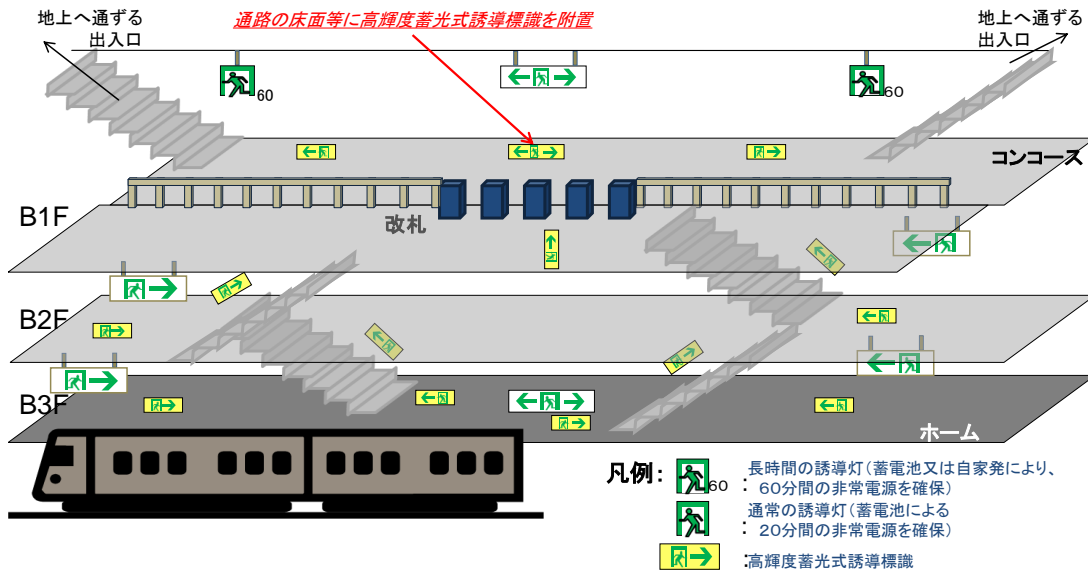 通路の床面等に高輝度蓄光式誘導標識を附置
地上へ通ずる
出入口
地上へ通ずる
出入口
60
60
コンコース
B1F
改札
B2F
B3F
ホーム
凡例:
60
:
長時間の誘導灯(蓄電池又は自家発により、
60分間の非常電源を確保)
:
通常の誘導灯(蓄電池による
20分間の非常電源を確保)
:高輝度蓄光式誘導標識